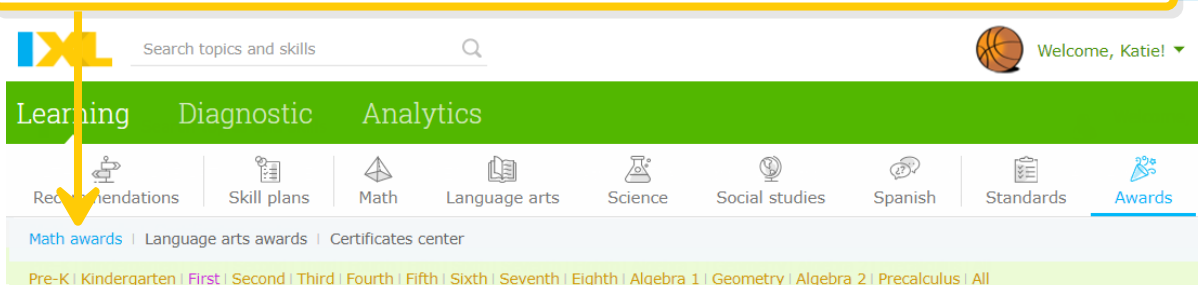 IXL Search topics and skills Welcome, Katie!
Learning Diagnostic Analytics
Recommendations Skill plans Math Language arts Science Social studies Spanish Standards Awards
Math awards | Language arts awards | Certificates center
Pre-K | Kindergarten | First | Second | Third | Fourth | Fifth | Sixth | Seventh | Eighth | Algebra 1 | Geometry | Algebra 2 | Precalculus | All